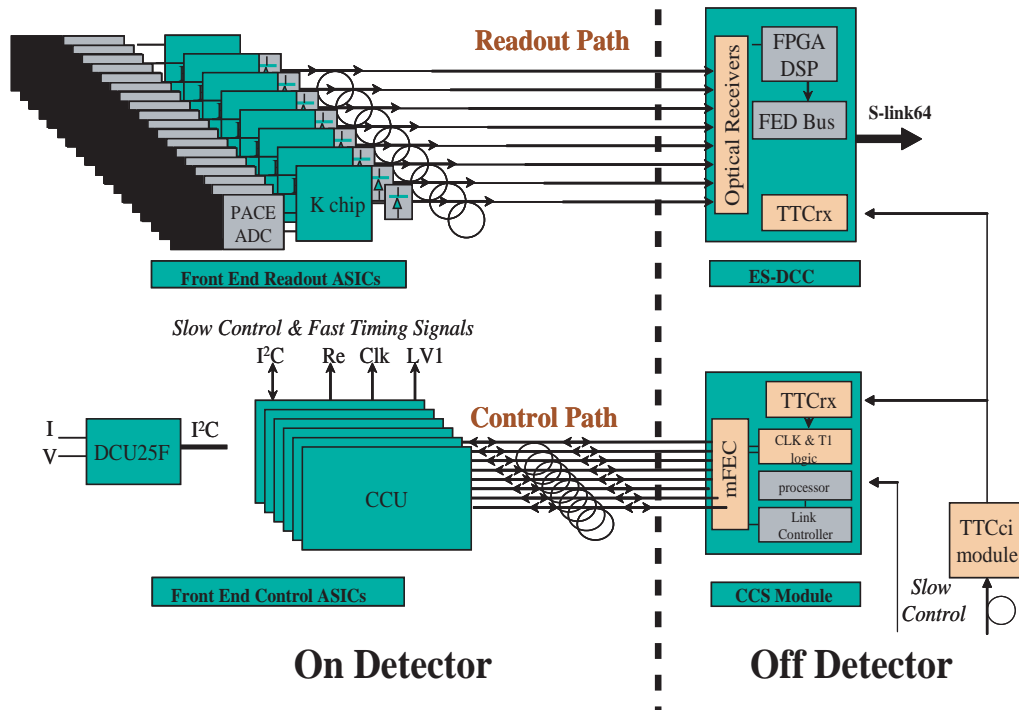 Readout Path
FPGA
DSP
FED Bus
Optical Receivers
S-link64
TTCrx
PACE
ADC
K chip
Front End Readout ASICs
ES-DCC
Slow Control & Fast Timing Signals
I²C
Re
Clk
LV1
Control Path
I
V
DCU25F
I²C
CCU
mFEC
TTCrx
CLK & T1
logic
processor
Link
Controller
TTCci
module
Front End Control ASICs
CCS Module
Slow
Control
On Detector
Off Detector